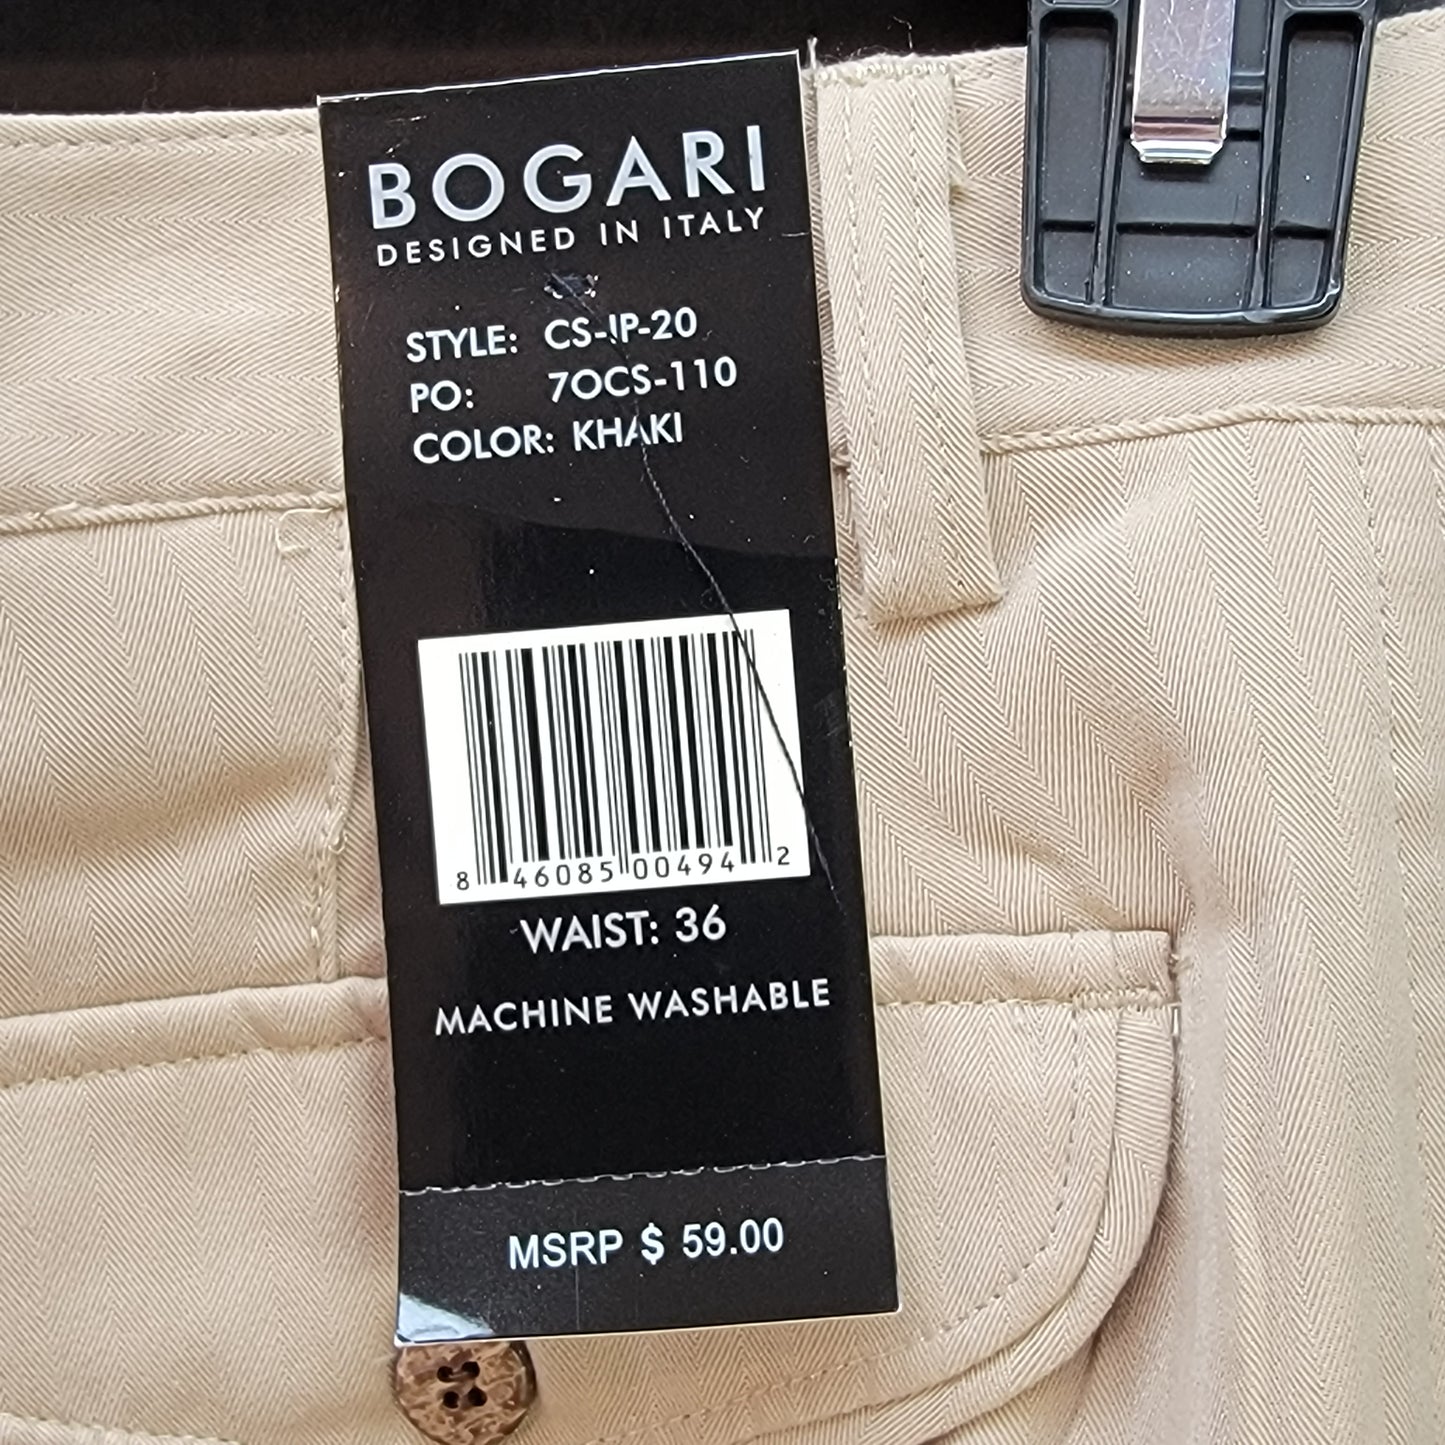 BOGARI
DESIGNED IN ITALY
STYLE: CS-IP-20
PO: 7OCS-110
COLOR: KHAKI
8 46085 00494 2
WAIST: 36
MACHINE WASHABLE
MSRP $ 59.00